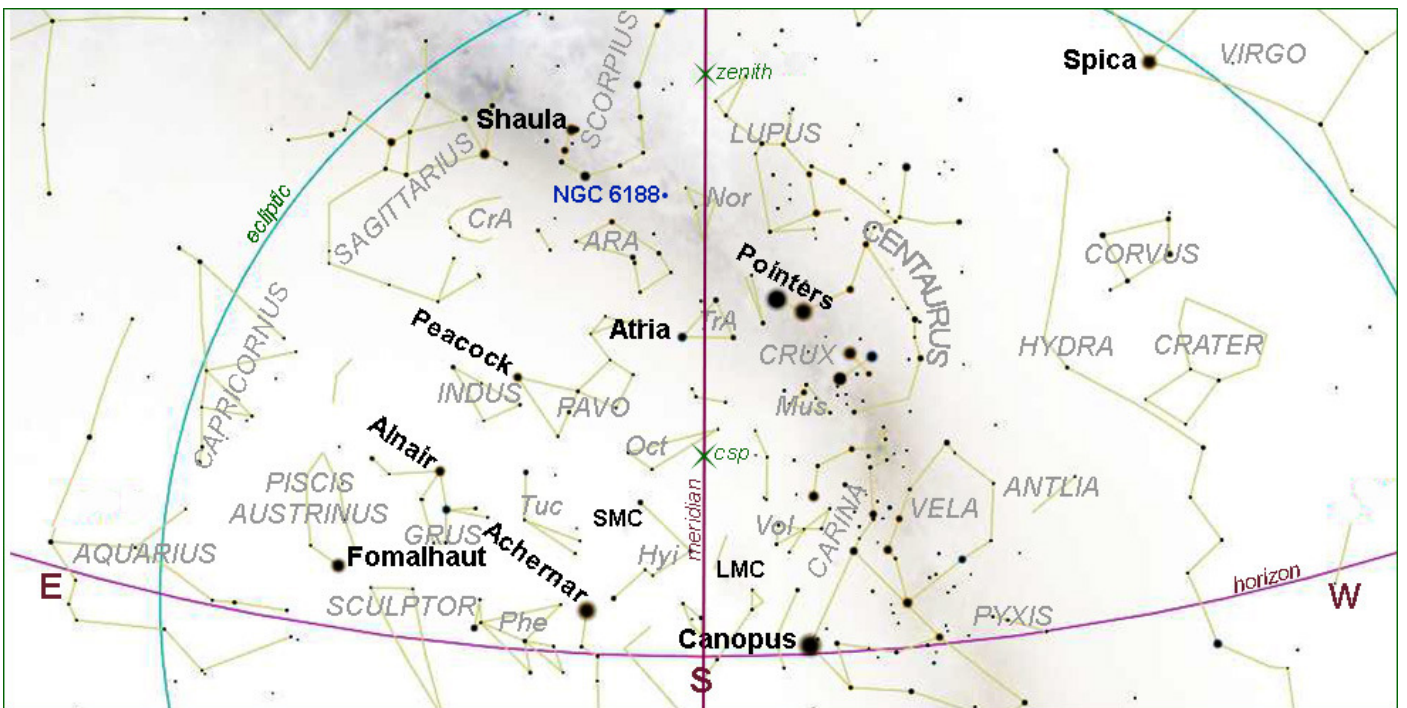 Spica
VIRGO
zenith
SCORPIUS
Shaula
LUPUS
SAGITTARIUS
NGC 6188
Nor
ecliptic
CrA
ARA
CENTAURUS
CORVUS
Pointers
CAPRICORNUS
Peacock
Atria
TrA
CRUX
HYDRA
CRATER
INDUS
PAVO
Mus
Alnair
Oct
csp
PISCIS
AUSTRINUS
ANTLIA
Tuc
SMC
meridian
Vol
CARINA
VELA
GRUS
Achernar
AQUARIUS
Fomalhaut
Hyi
LMC
E
horizon
W
SCULPTOR
Phe
PYXIS
Canopus
S